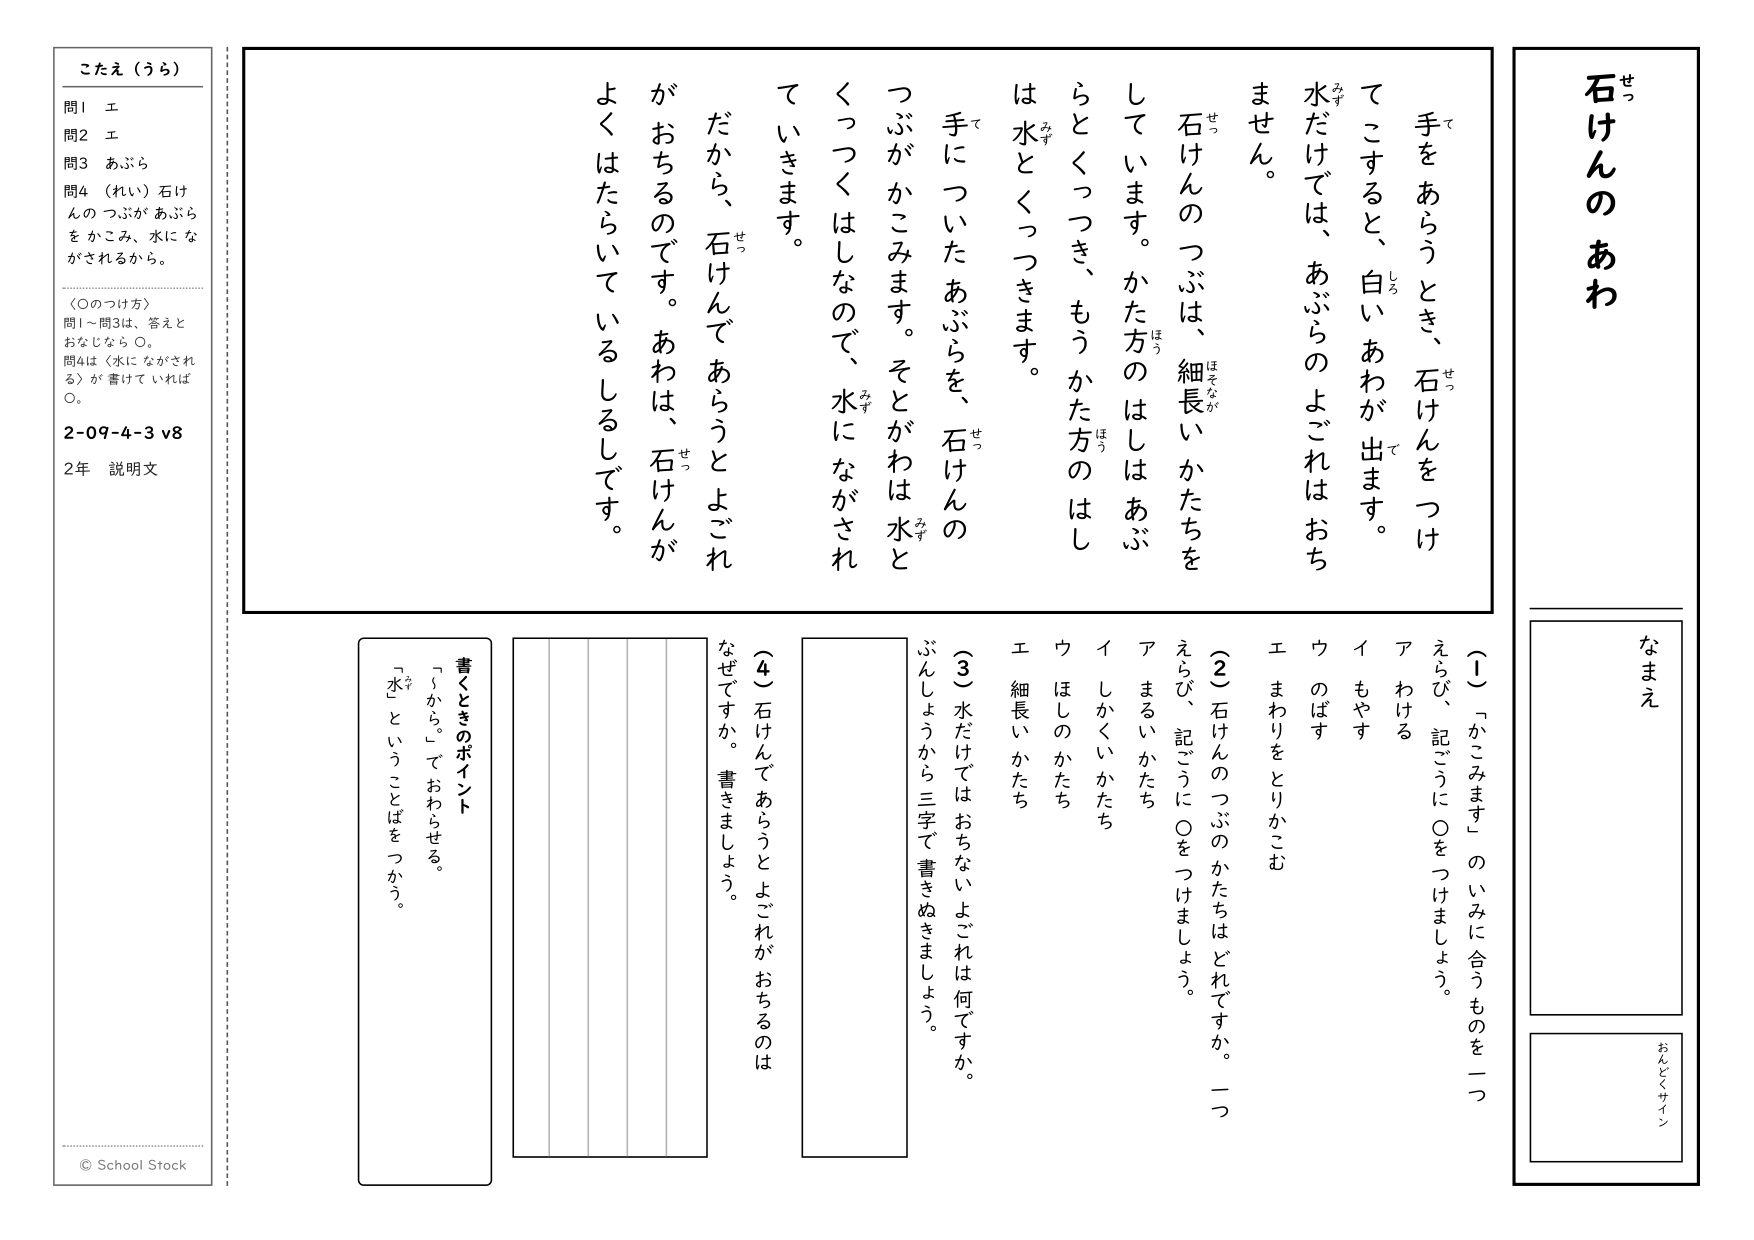 石けんの あわ
なまえ
おんどくサイン
手を あらう とき、石けんを つけ
て こすると、白い あわが 出ます。
水だけでは、あぶらの よごれは おち
ません。
石けんの つぶは、細長い かたちを
して います。かた方の はしは あぶ
らと くっつき、もう かた方の はし
は 水と くっつきます。
手に ついた あぶらを、石けんの
つぶが かこみます。そとがわは 水と
くっつく はしなので、水に ながされ
て いきます。
だから、石けんで あらうと よごれ
が おちるのです。あわは、石けんが
よく はたらいて いる しるしです。
(1)「かこみます」の いみに 合う ものを 一つ
えらび、記ごうに ○を つけましょう。
ア わける
イ もやす
ウ のばす
エ まわりを とりかこむ
(2) 石けんの つぶの かたちは どれですか。一つ
えらび、記ごうに ○を つけましょう。
ア まるい かたち
イ しかくい かたち
ウ ほしの かたち
エ 細長い かたち
(3) 水だけでは おちない よごれは 何ですか。
ぶんしょうから 三字で 書きぬきましょう。
(4) 石けんで あらうと よごれが おちるのは
なぜですか。書きましょう。
書くときのポイント
「〜から。」で おわらせる。
「水」と いう ことばを つかう。
こたえ（うら）
問1 エ
問2 エ
問3 あぶら
問4 （れい）石け
んの つぶが あぶら
を かこみ、水に な
がされるから。
〈○のつけ方〉
問1〜問3は、答えと
おなじなら ○。
問4は〈水に ながされ
る〉が 書けて いれば
○。
2-09-4-3 v8
2年 説明文
© School Stock